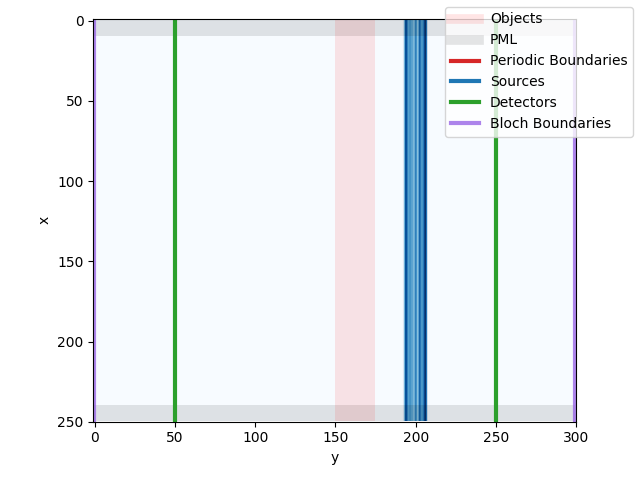 Objects
PML
Periodic Boundaries
Sources
Detectors
Bloch Boundaries
0
50
100
150
200
250
x
0 50 100 150 200 250 300
y